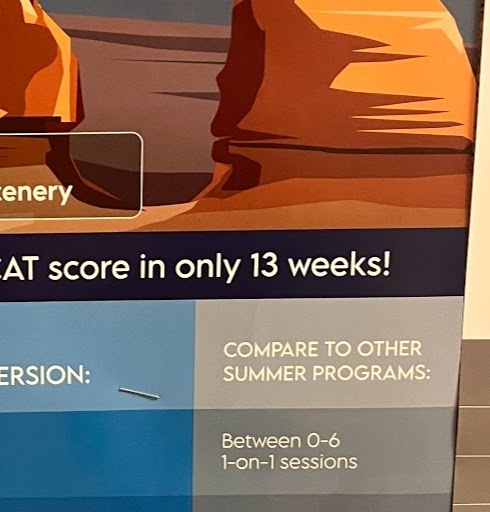 cenery
CAT score in only 13 weeks!
ERSION:
COMPARE TO OTHER
SUMMER PROGRAMS:
Between 0-6
1-on-1 sessions